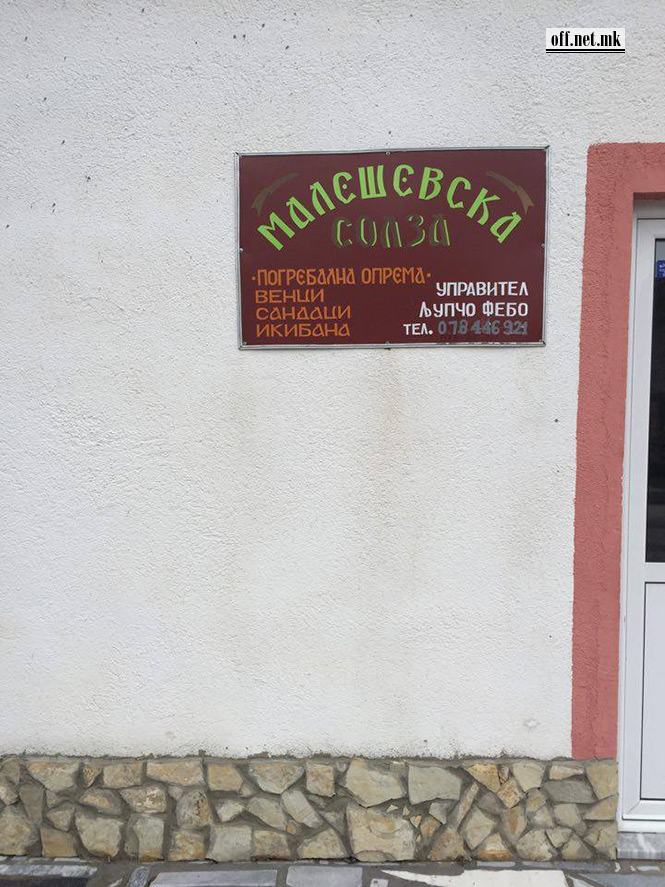 off.net.mk
МАЛЕШЕВСКА
СОЛЗА
·ПОГРЕБАЛНА ОПРЕМА·
ВЕНЦИ
САНДАЦИ
ИКИБАНА
УПРАВИТЕЛ
ЉУПЧО ФЕБО
ТЕЛ. 078 446 921